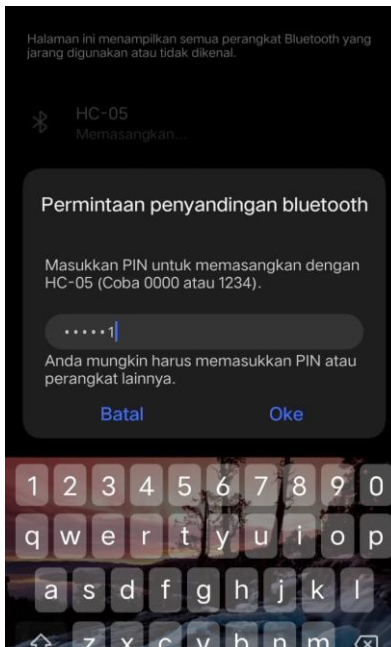 Halaman ini menampilkan semua perangkat Bluetooth yang
jarang digunakan atau tidak dikenal.
HC-05
Memasangkan...
Permintaan penyandingan bluetooth
Masukkan PIN untuk memasangkan dengan
HC-05 (Coba 0000 atau 1234).
•••••1
Anda mungkin harus memasukkan PIN atau
perangkat lainnya.
Batal Oke
1 2 3 4 5 6 7 8 9 0
q w e r t y u i o p
a s d f g h j k l
z x c v b n m